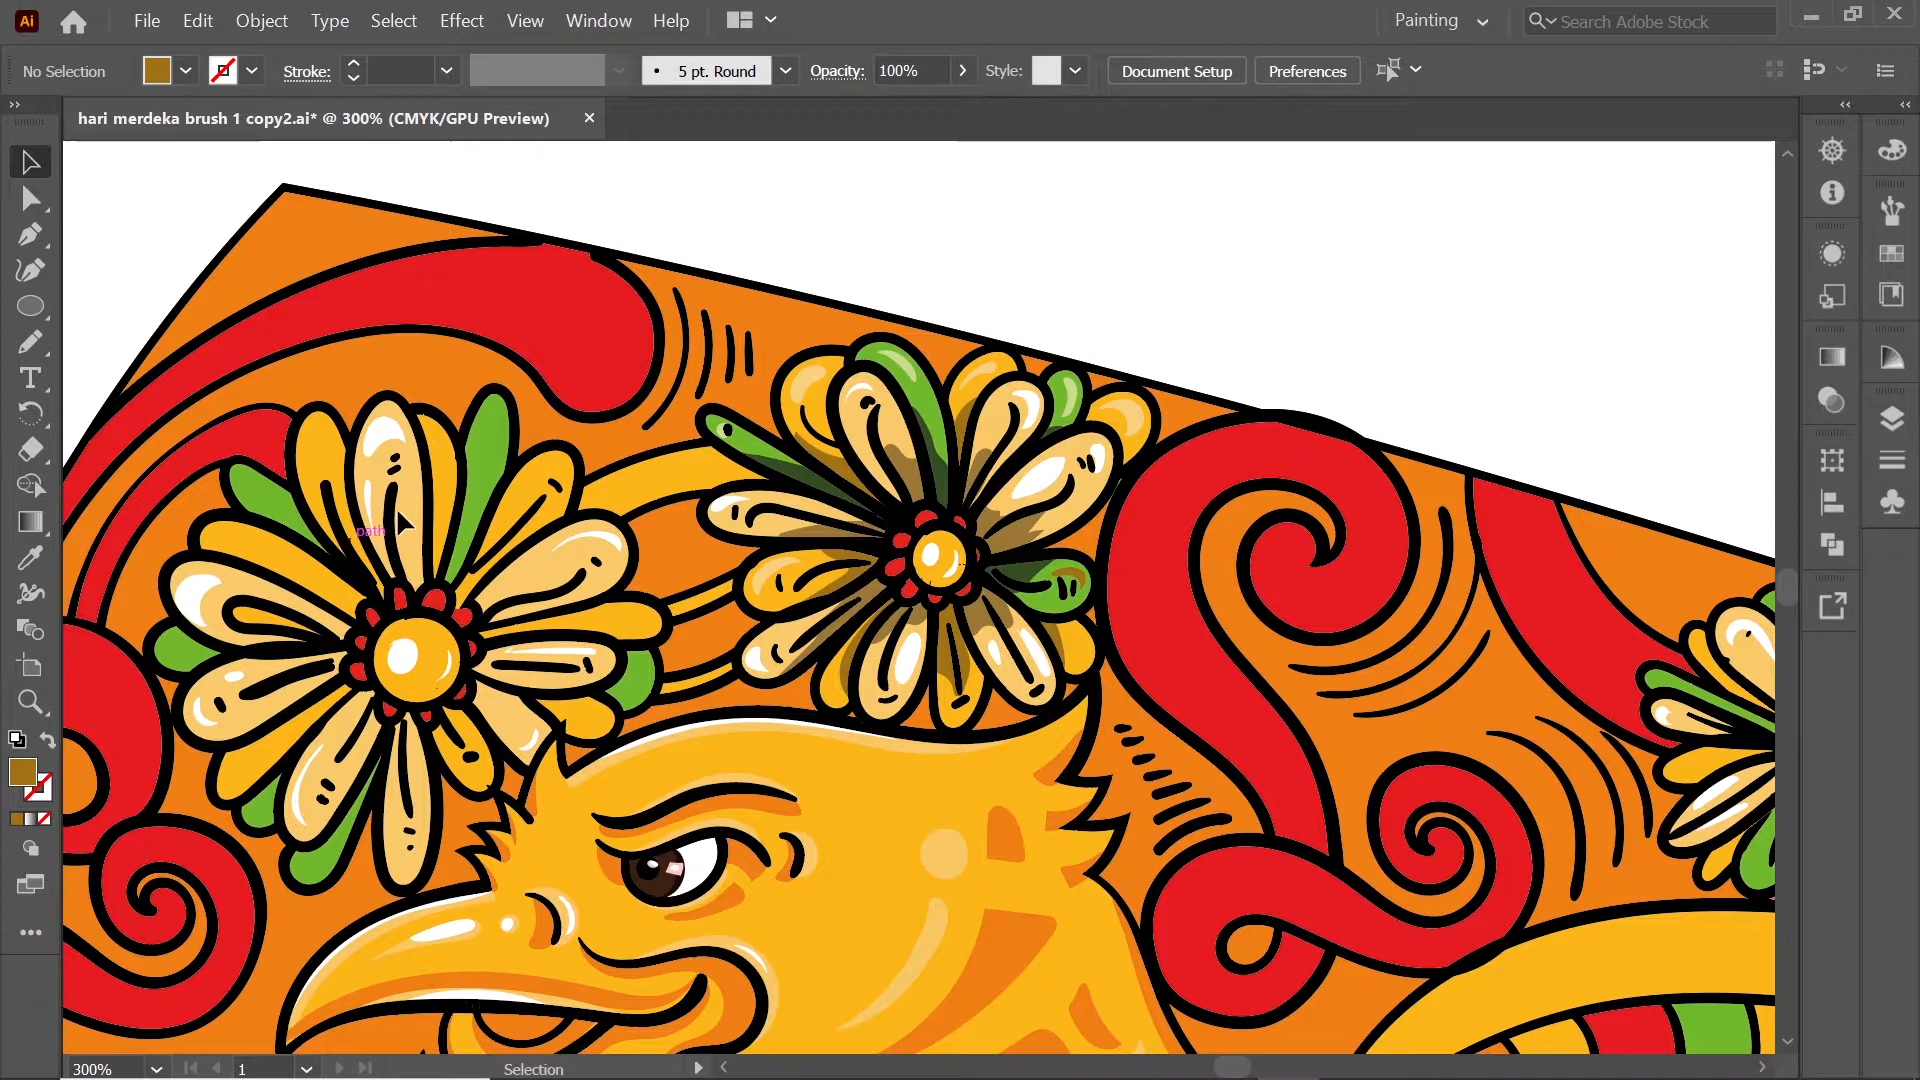 Ai File Edit Object Type Select Effect View Window Help Painting Search Adobe Stock
No Selection Stroke: 5 pt. Round Opacity: 100% Style: Document Setup Preferences
hari merdeka brush 1 copy2.ai* @ 300% (CMYK/GPU Preview)
path
300% 1 Selection